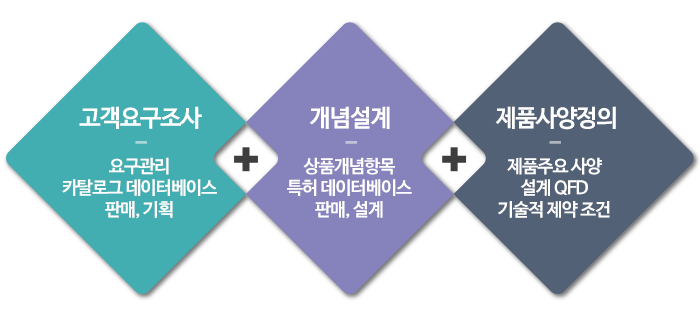 고객요구조사
요구관리
카탈로그 데이터베이스
판매, 기획
개념설계
상품개념항목
특허 데이터베이스
판매, 설계
제품사양정의
제품주요 사양
설계 QFD
기술적 제약 조건